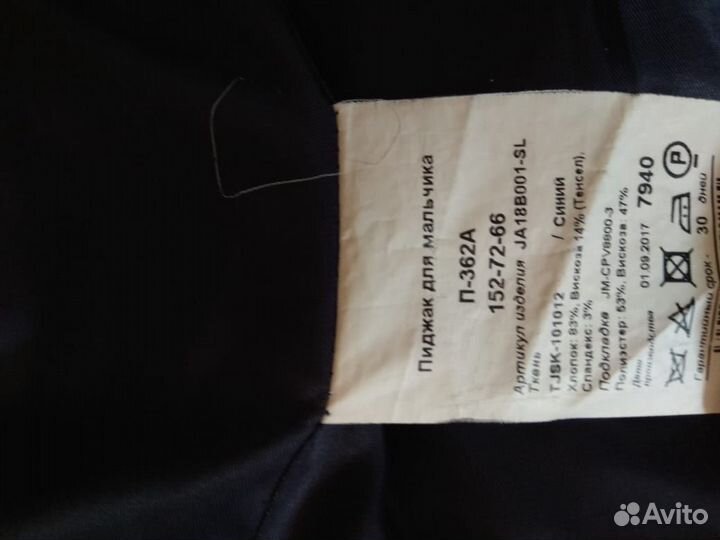 Пиджак для мальчика
П-362А
152-72-66
Артикул изделия JA18B001-SL
Ткань
TJSK-101012 / Синий
Хлопок: 83%, Вискоза 14% (Тенсел),
Спандекс: 3%
Подкладка JM-CPV8800-3
Полиэстер: 53%, Вискоза: 47%
Дата
производства 01.09.2017 7940
P
Гарантийный срок - 30 дней
Avito